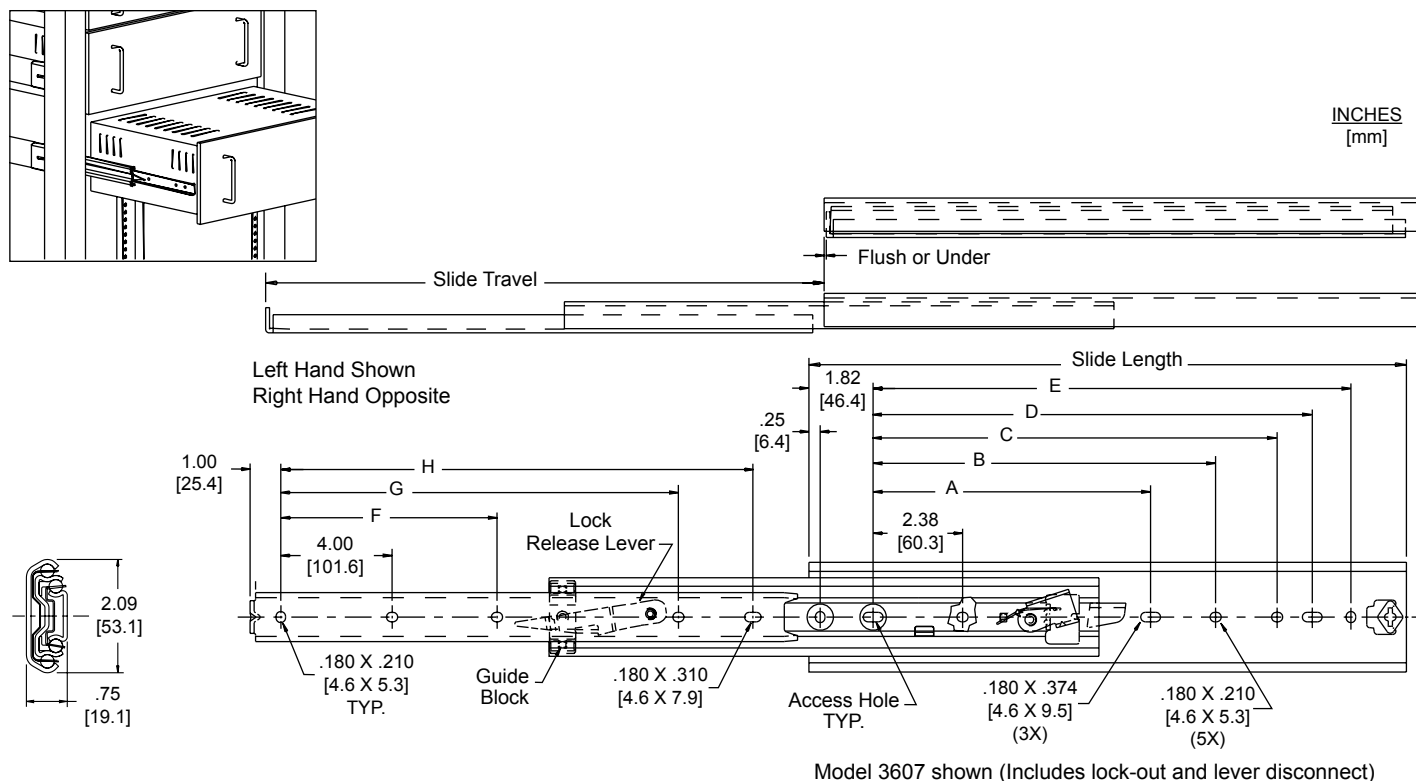 INCHES
[mm]
Flush or Under
Slide Travel
Left Hand Shown
Right Hand Opposite
Slide Length
1.82
[46.4]
E
D
.25
[6.4]
C
1.00
[25.4]
H
B
G
A
F
Lock
Release Lever
2.38
[60.3]
4.00
[101.6]
2.09
[53.1]
.75
[19.1]
.180 X .210
[4.6 X 5.3]
TYP.
Guide
Block
.180 X .310
[4.6 X 7.9]
Access Hole
TYP.
.180 X .374
[4.6 X 9.5]
(3X)
.180 X .210
[4.6 X 5.3]
(5X)
Model 3607 shown (Includes lock-out and lever disconnect)